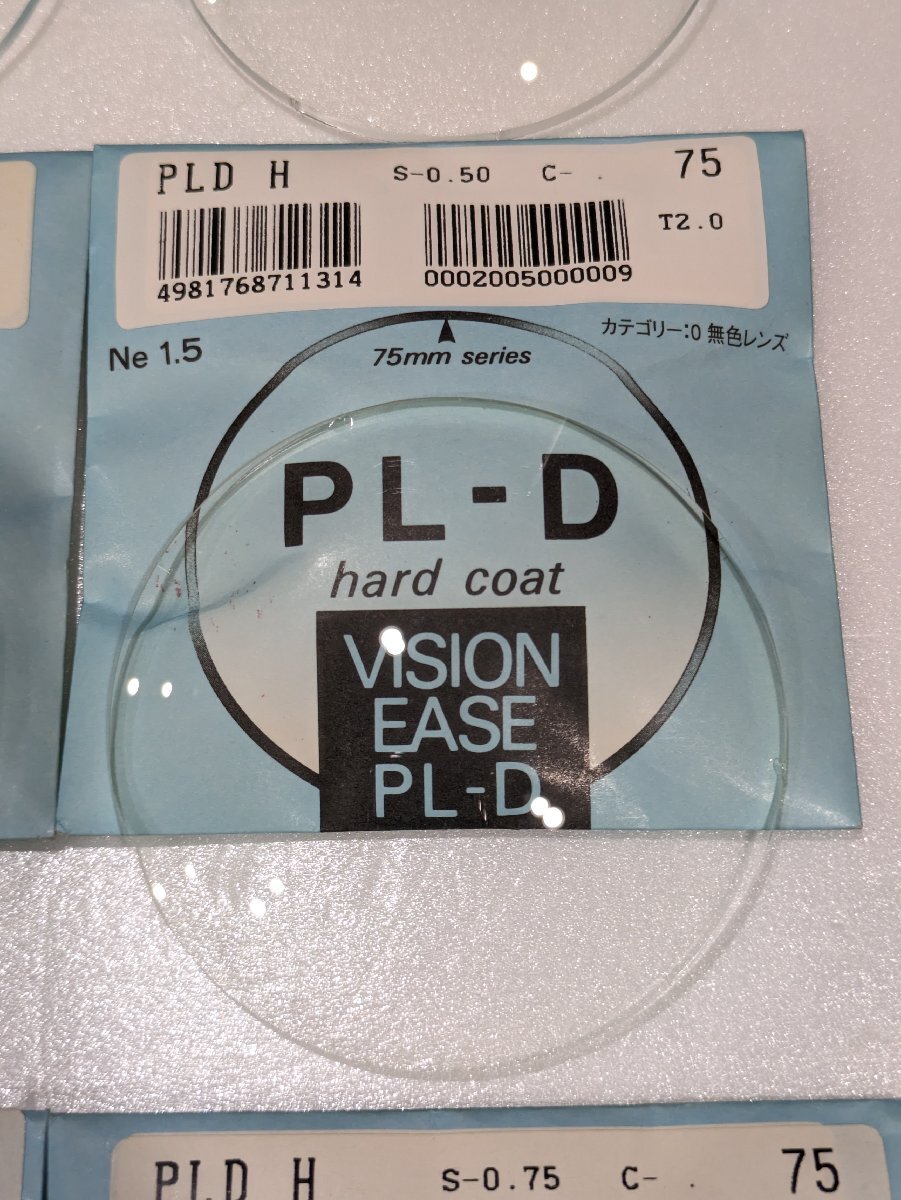 PLD H S-0.50 C- . 75
T2.0
4981768711314 0002005000009
Ne 1.5 カテゴリー:0 無色レンズ
75mm series
PL-D
hard coat
VISION
EASE
PL-D
PLD H S-0.75 C- . 75